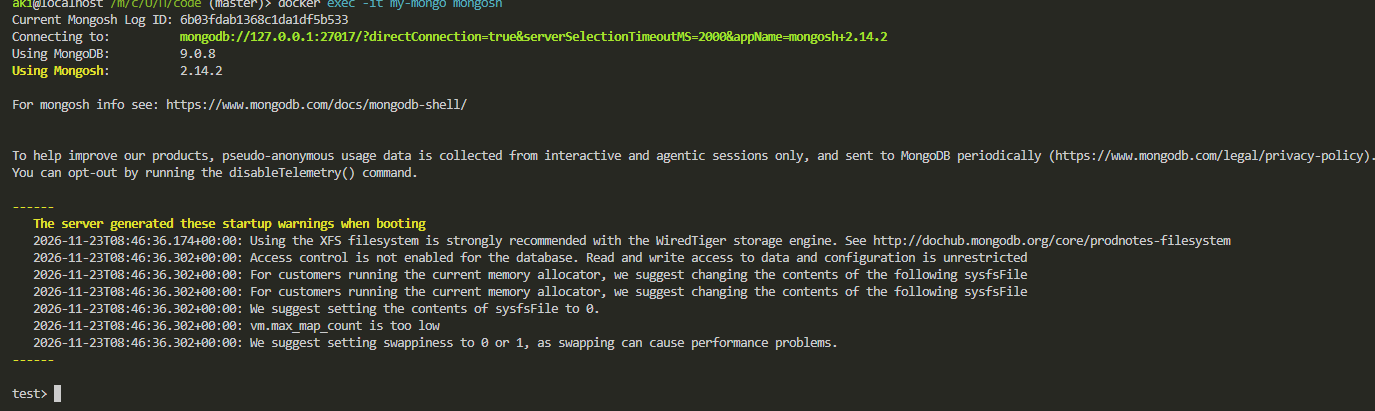 aki@localhost /m/c/U/n/code (master)> docker exec -it my-mongo mongosh
Current Mongosh Log ID: 6b03fdab1368c1da1df5b533
Connecting to: mongodb://127.0.0.1:27017/?directConnection=true&serverSelectionTimeoutMS=2000&appName=mongosh+2.14.2
Using MongoDB: 9.0.8
Using Mongosh: 2.14.2
For mongosh info see: https://www.mongodb.com/docs/mongodb-shell/
To help improve our products, pseudo-anonymous usage data is collected from interactive and agentic sessions only, and sent to MongoDB periodically (https://www.mongodb.com/legal/privacy-policy).
You can opt-out by running the disableTelemetry() command.
------
The server generated these startup warnings when booting
2026-11-23T08:46:36.174+00:00: Using the XFS filesystem is strongly recommended with the WiredTiger storage engine. See http://dochub.mongodb.org/core/prodnotes-filesystem
2026-11-23T08:46:36.302+00:00: Access control is not enabled for the database. Read and write access to data and configuration is unrestricted
2026-11-23T08:46:36.302+00:00: For customers running the current memory allocator, we suggest changing the contents of the following sysfsFile
2026-11-23T08:46:36.302+00:00: For customers running the current memory allocator, we suggest changing the contents of the following sysfsFile
2026-11-23T08:46:36.302+00:00: We suggest setting the contents of sysfsFile to 0.
2026-11-23T08:46:36.302+00:00: vm.max_map_count is too low
2026-11-23T08:46:36.302+00:00: We suggest setting swappiness to 0 or 1, as swapping can cause performance problems.
------
test>